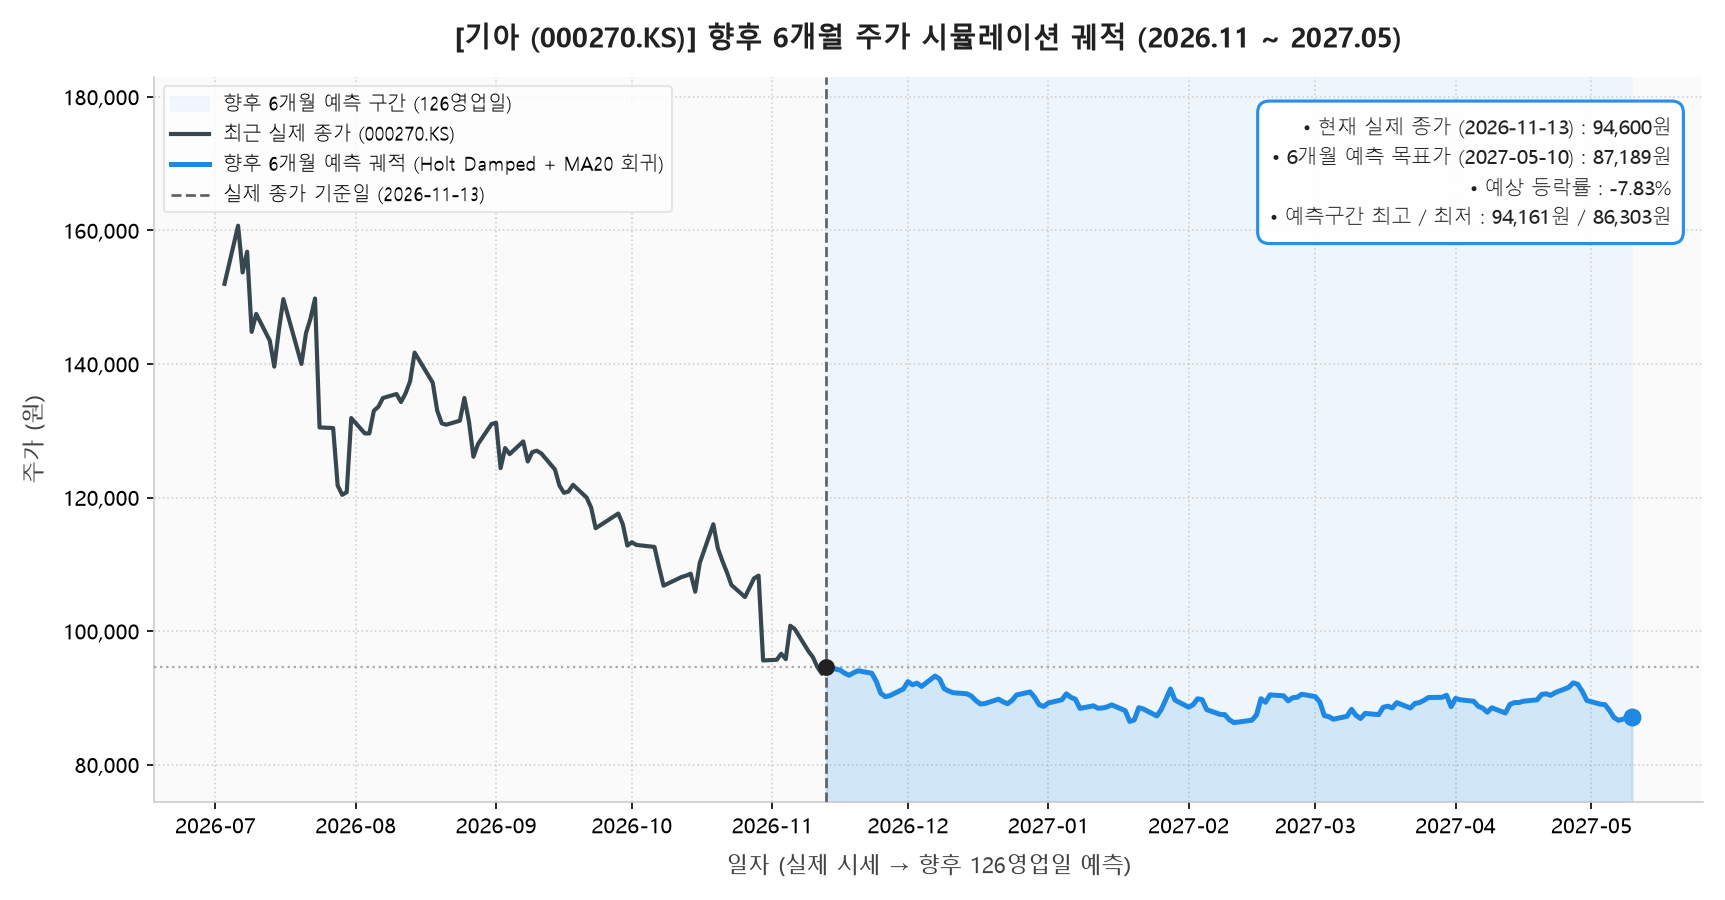 [기아 (000270.KS)] 향후 6개월 주가 시뮬레이션 궤적 (2026.11 ~ 2027.05)
향후 6개월 예측 구간 (126영업일)
최근 실제 종가 (000270.KS)
향후 6개월 예측 궤적 (Holt Damped + MA20 회귀)
실제 종가 기준일 (2026-11-13)
• 현재 실제 종가 (2026-11-13) : 94,600원
• 6개월 예측 목표가 (2027-05-10) : 87,189원
• 예상 등락률 : -7.83%
• 예측구간 최고 / 최저 : 94,161원 / 86,303원
주가 (원)
180,000
160,000
140,000
120,000
100,000
80,000
2026-07 2026-08 2026-09 2026-10 2026-11 2026-12 2027-01 2027-02 2027-03 2027-04 2027-05
일자 (실제 시세 → 향후 126영업일 예측)